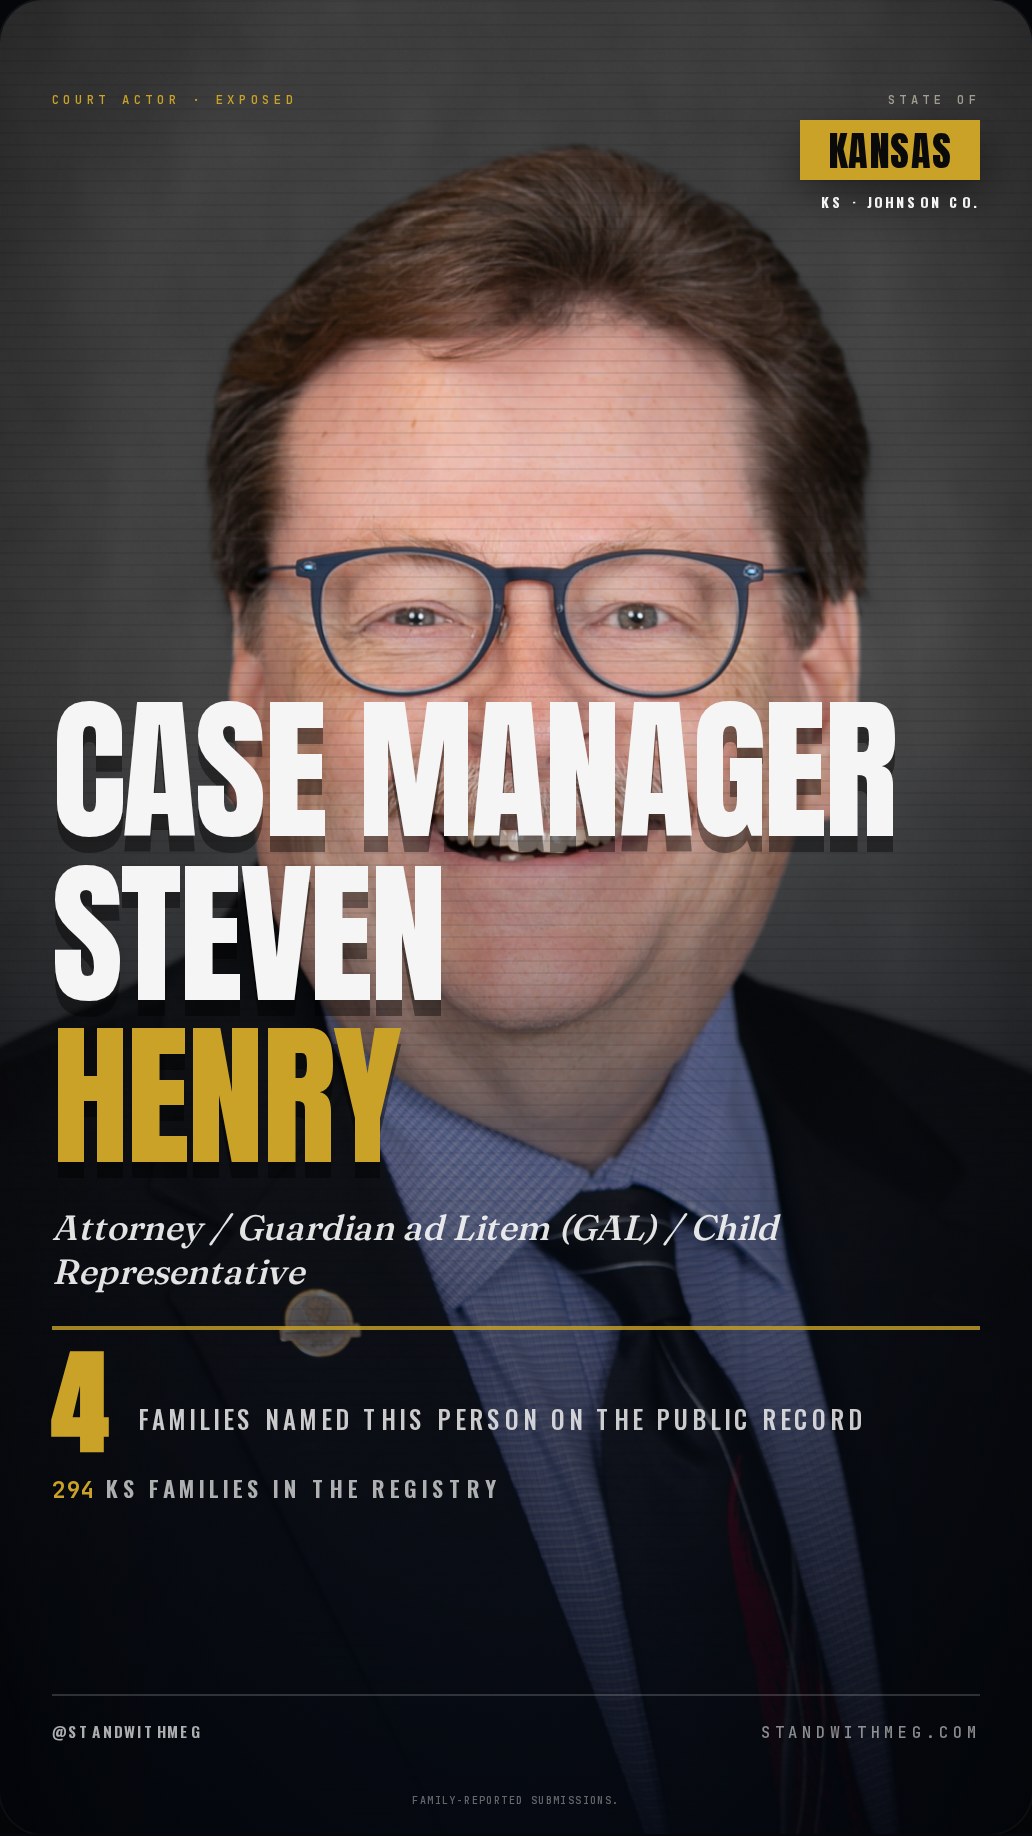 COURT ACTOR · EXPOSED
STATE OF
KANSAS
KS · JOHNSON CO.
CASE MANAGER
STEVEN
HENRY
Attorney / Guardian ad Litem (GAL) / Child
Representative
4 FAMILIES NAMED THIS PERSON ON THE PUBLIC RECORD
294 KS FAMILIES IN THE REGISTRY
@STANDWITHMEG
STANDWITHMEG.COM
FAMILY-REPORTED SUBMISSIONS.